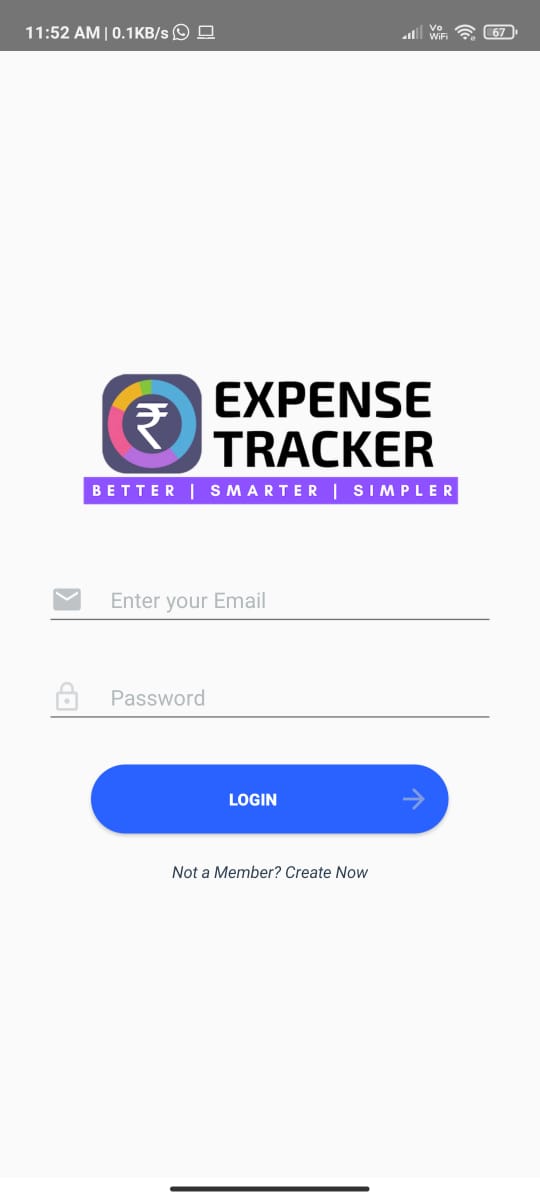 11:52 AM | 0.1KB/s Vo WiFi 67
₹ EXPENSE
TRACKER
BETTER | SMARTER | SIMPLER
Enter your Email
Password
LOGIN
Not a Member? Create Now